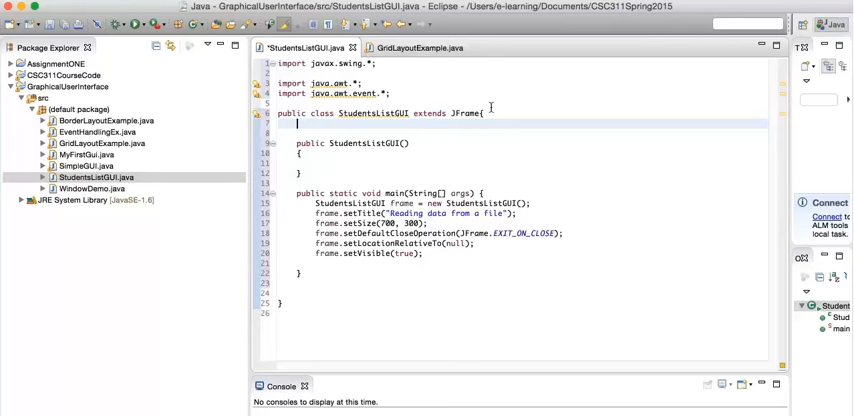 Java - GraphicalUserInterface/src/StudentsListGUI.java - Eclipse - /Users/e-learning/Documents/CSC311Spring2015
Java
Package Explorer
AssignmentONE
CSC311CourseCode
GraphicalUserInterface
src
(default package)
BorderLayoutExample.java
EventHandlingEx.java
GridLayoutExample.java
MyFirstGui.java
SimpleGUI.java
StudentsListGUI.java
WindowDemo.java
JRE System Library [JavaSE-1.6]
*StudentsListGUI.java
GridLayoutExample.java
1 import javax.swing.*;
2
3 import java.awt.*;
4 import java.awt.event.*;
5
6 public class StudentsListGUI extends JFrame{
7
8
9 public StudentsListGUI()
10 {
11
12 }
13
14 public static void main(String[] args) {
15 StudentsListGUI frame = new StudentsListGUI();
16 frame.setTitle("Reading data from a file");
17 frame.setSize(700, 300);
18 frame.setDefaultCloseOperation(JFrame.EXIT_ON_CLOSE);
19 frame.setLocationRelativeTo(null);
20 frame.setVisible(true);
21
22 }
23
24
25 }
26
Console
No consoles to display at this time.
Connect
Connect to
ALM tools
local task.
Student
Stud
main